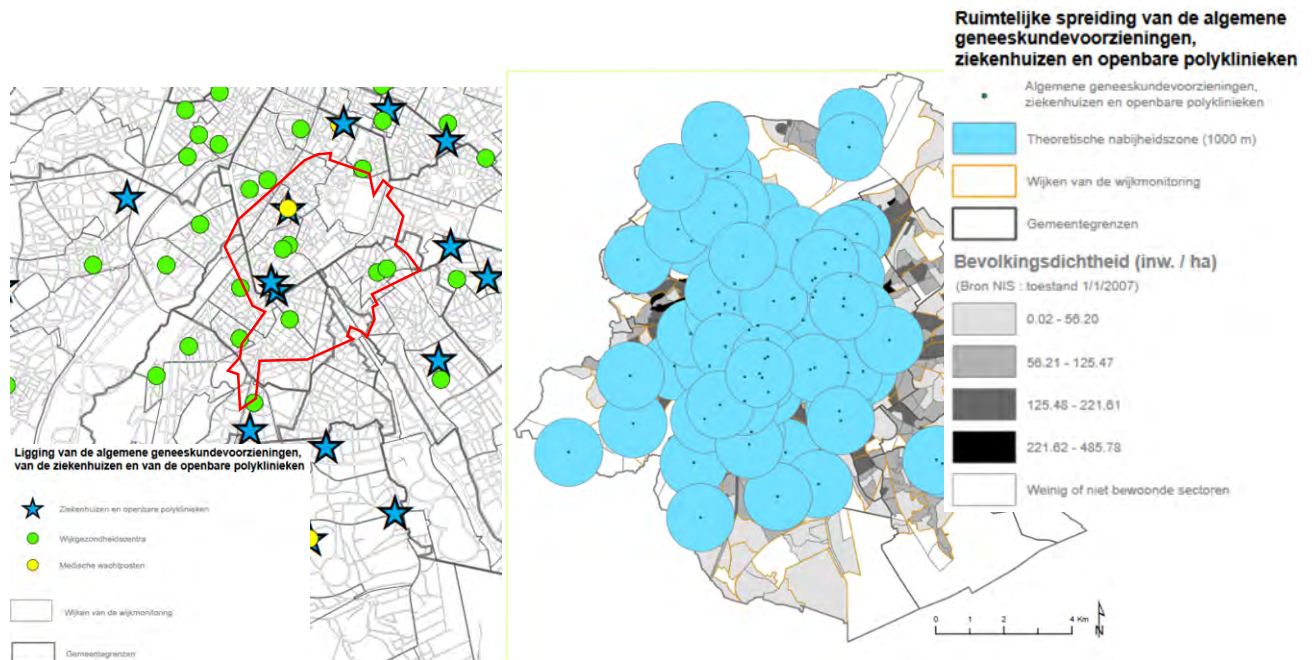 Ligging van de algemene geneeskundevoorzieningen,
van de ziekenhuizen en van de openbare polyklinieken
Ziekenhuizen en openbare polyklinieken
Wijkgezondheidscentra
Medische wachtposten
Wijken van de wijkmonitoring
Gemeentegrenzen
Ruimtelijke spreiding van de algemene
geneeskundevoorzieningen,
ziekenhuizen en openbare polyklinieken
Algemene geneeskundevoorzieningen,
ziekenhuizen en openbare polyklinieken
Theoretische nabijheidszone (1000 m)
Wijken van de wijkmonitoring
Gemeentegrenzen
Bevolkingsdichtheid (inw. / ha)
(Bron NIS : toestand 1/1/2007)
0.02 - 56.20
56.21 - 125.47
125.48 - 221.61
221.62 - 485.78
Weinig of niet bewoonde sectoren
0 1 2 4 Km
N